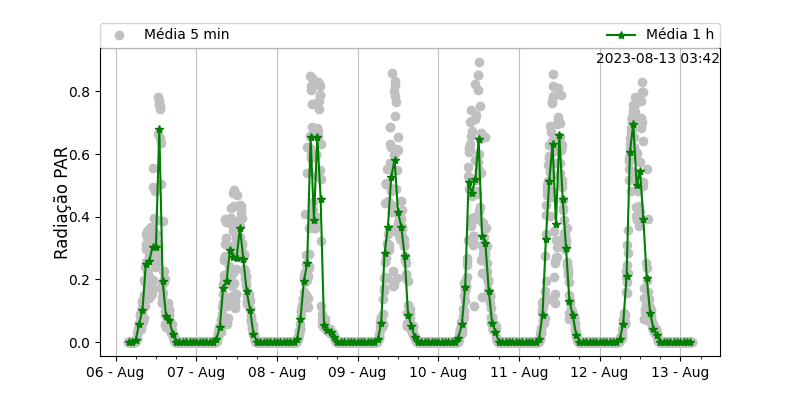 Média 5 min
Média 1 h
2023-08-13 03:42
Radiação PAR
0.8
0.6
0.4
0.2
0.0
06 - Aug
07 - Aug
08 - Aug
09 - Aug
10 - Aug
11 - Aug
12 - Aug
13 - Aug